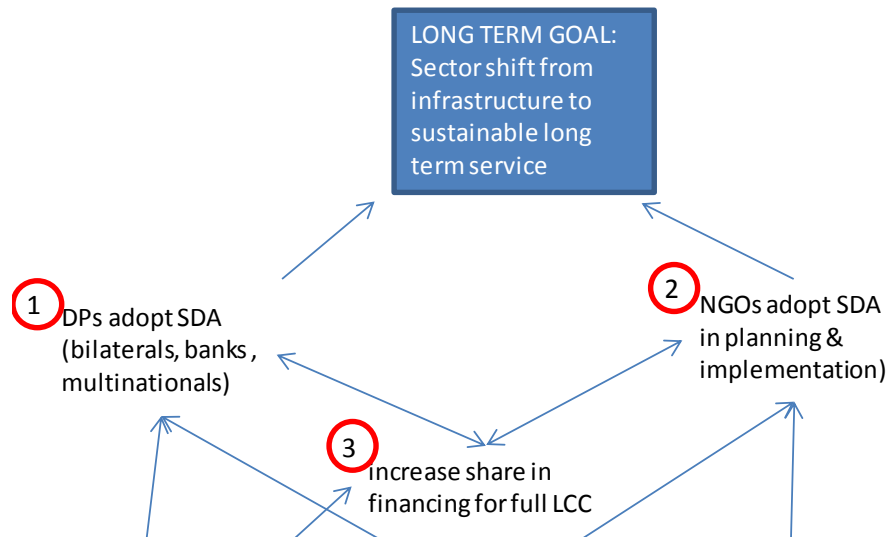 LONG TERM GOAL:
Sector shift from
infrastructure to
sustainable long
term service
1
DPs adopt SDA
(bilaterals, banks ,
multinationals)
2
NGOs adopt SDA
in planning &
implementation)
3
increase share in
financing for full LCC